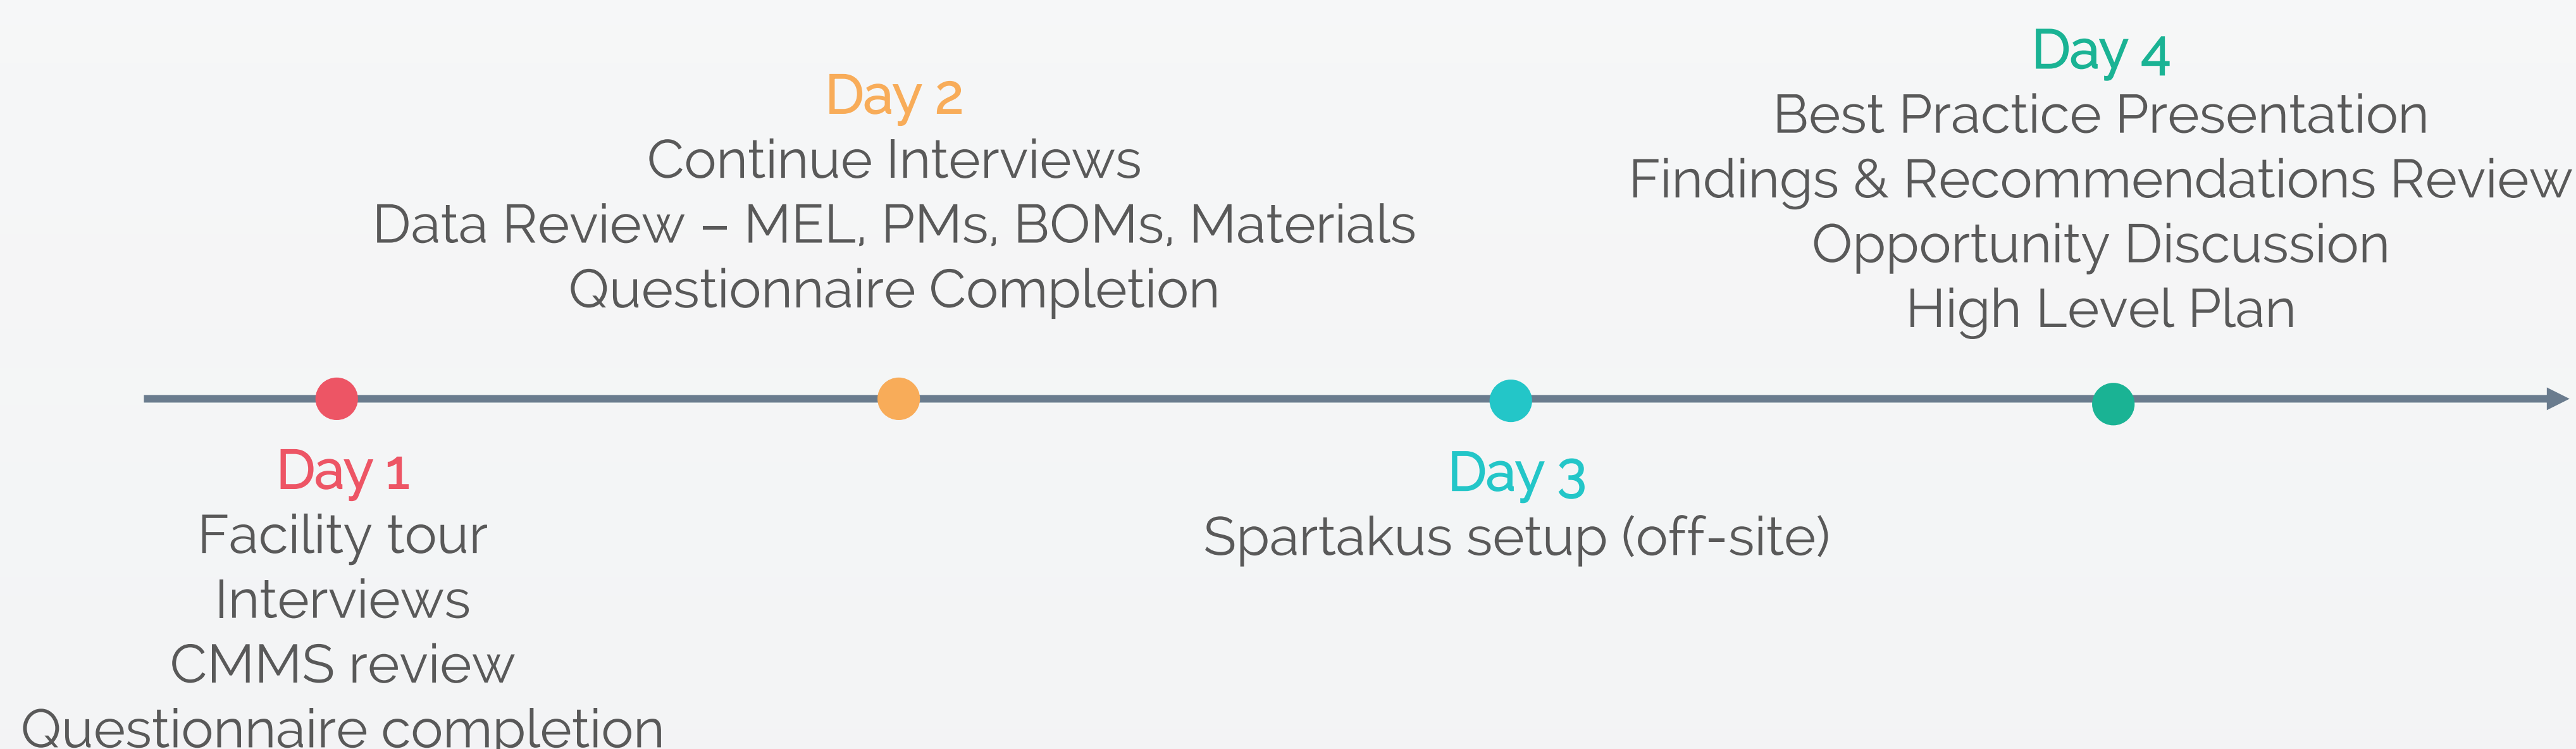 Day 1
Facility tour
Interviews
CMMS review
Questionnaire completion
Day 2
Continue Interviews
Data Review – MEL, PMs, BOMs, Materials
Questionnaire Completion
Day 3
Spartakus setup (off-site)
Day 4
Best Practice Presentation
Findings & Recommendations Review
Opportunity Discussion
High Level Plan